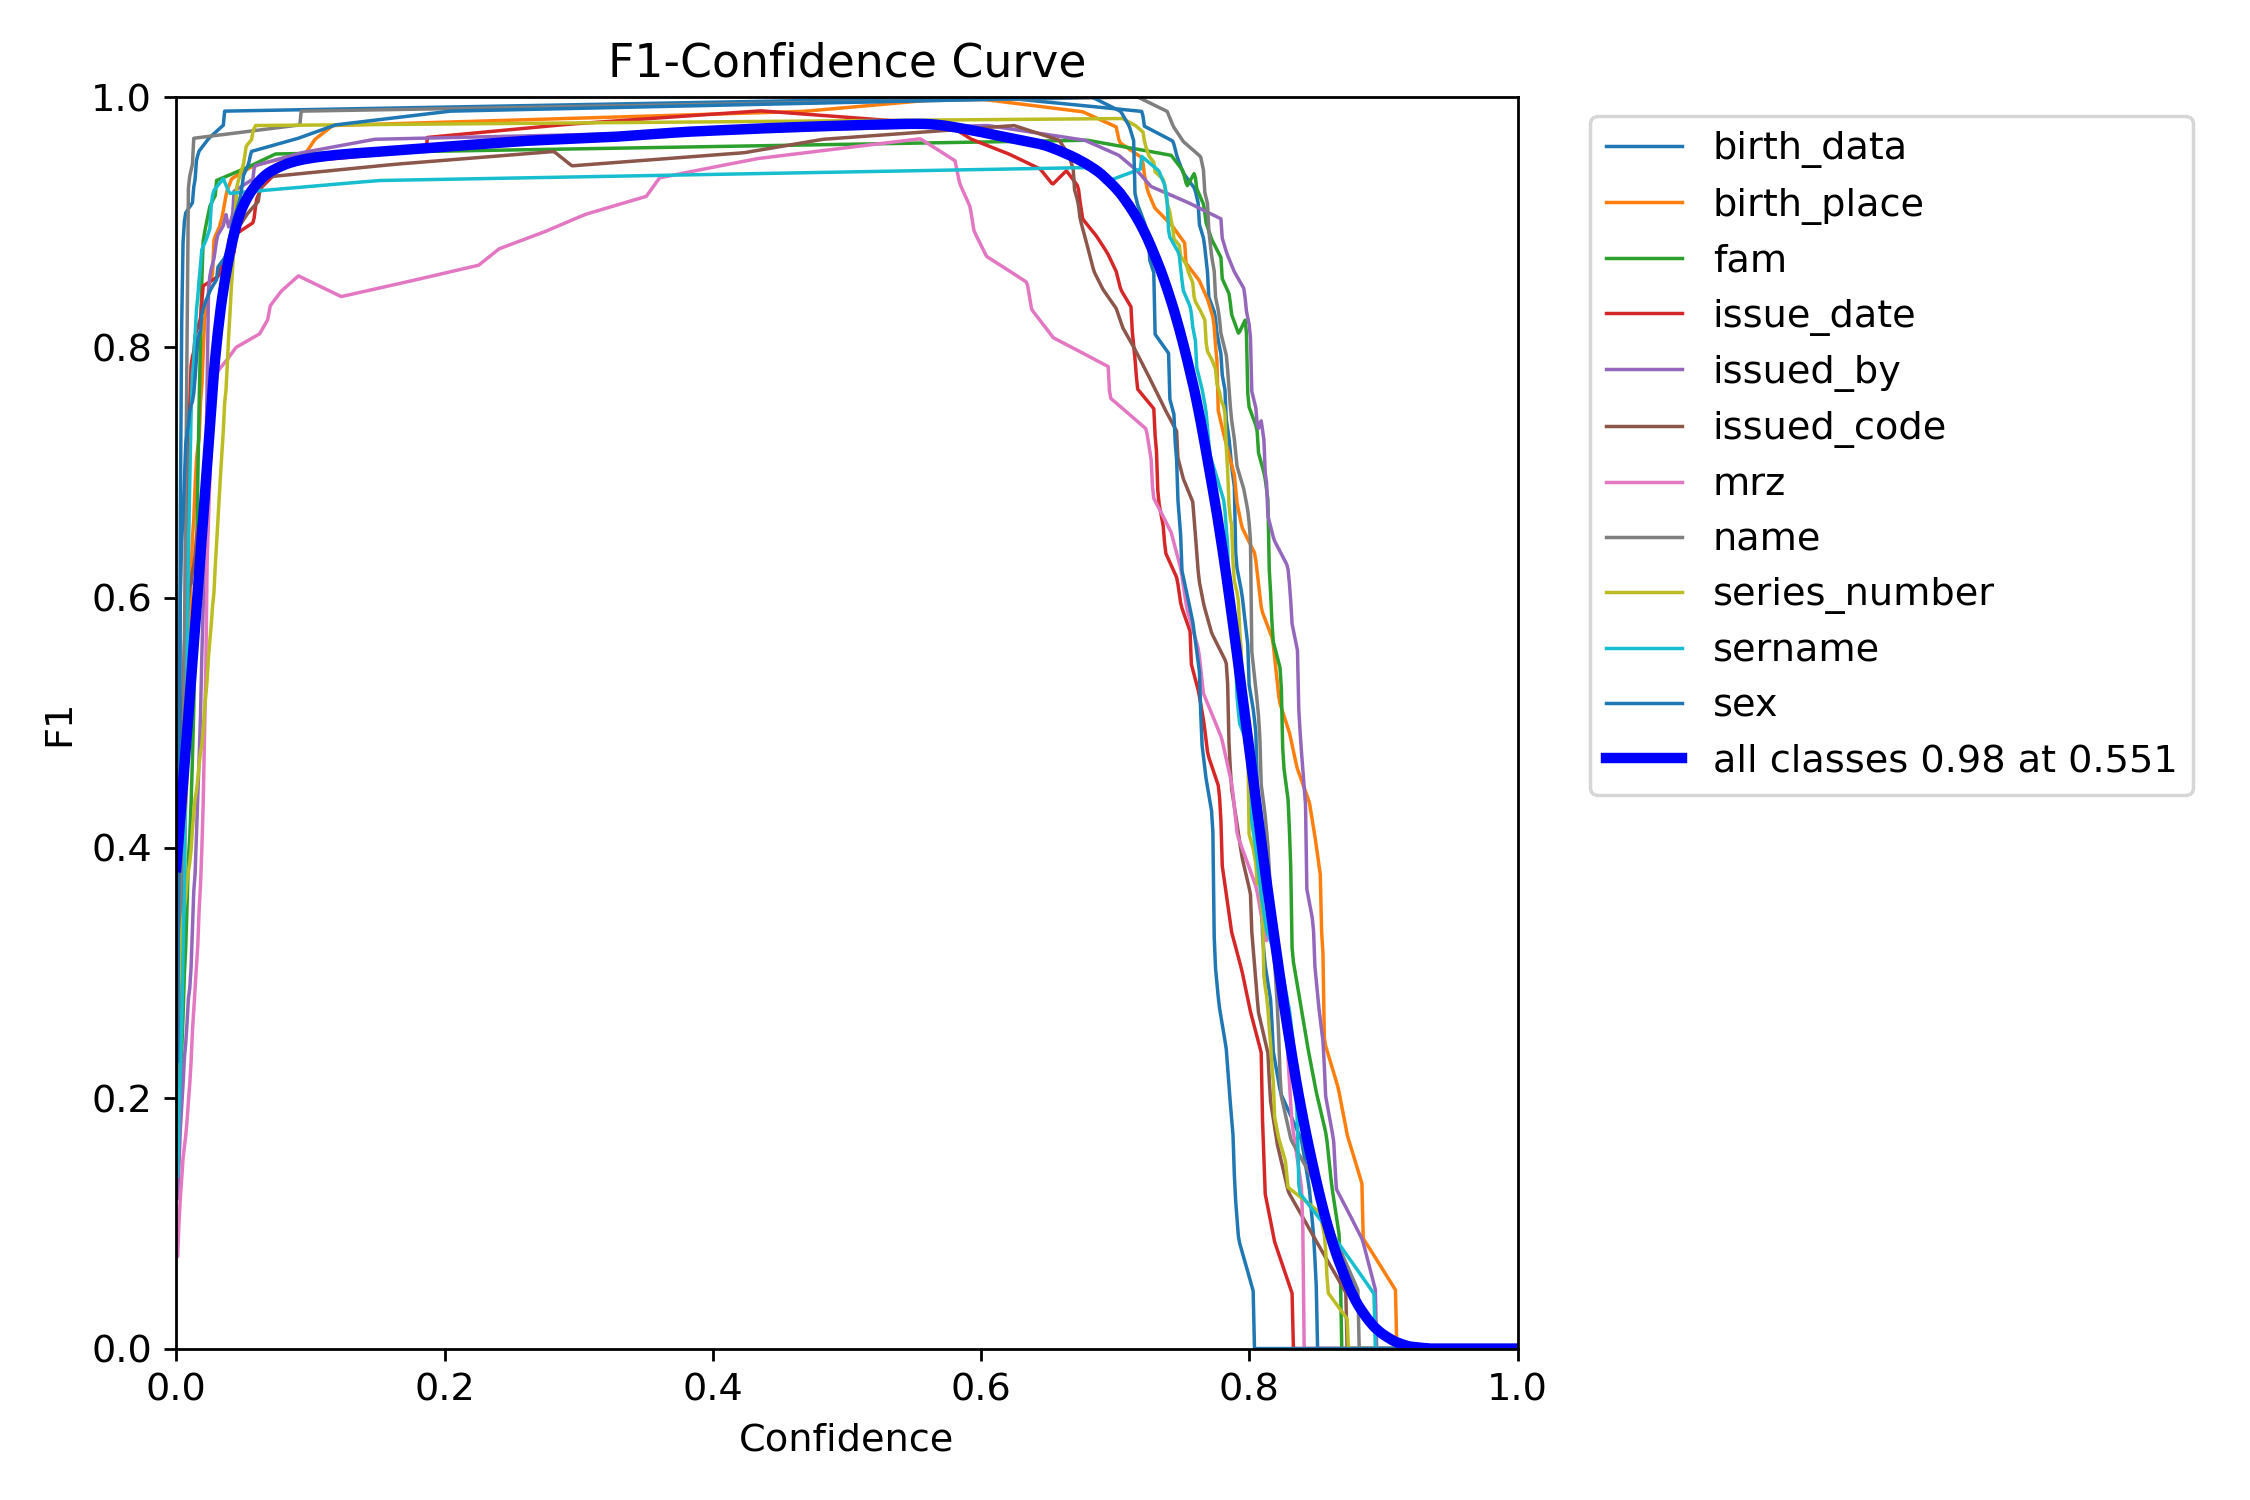 F1-Confidence Curve
1.0
0.8
0.6
0.4
0.2
0.0
F1
0.0 0.2 0.4 0.6 0.8 1.0
Confidence
birth_data
birth_place
fam
issue_date
issued_by
issued_code
mrz
name
series_number
sername
sex
all classes 0.98 at 0.551